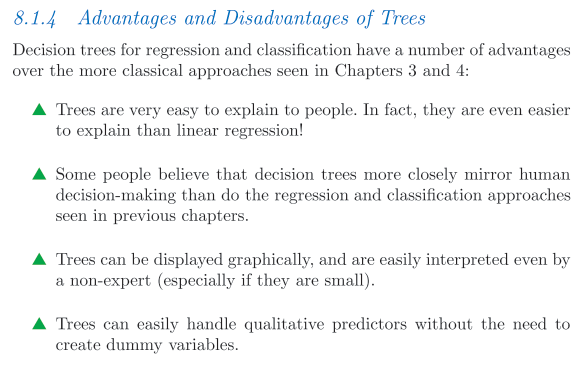 8.1.4 Advantages and Disadvantages of Trees
Decision trees for regression and classification have a number of advantages
over the more classical approaches seen in Chapters 3 and 4:
▲ Trees are very easy to explain to people. In fact, they are even easier
to explain than linear regression!
▲ Some people believe that decision trees more closely mirror human
decision-making than do the regression and classification approaches
seen in previous chapters.
▲ Trees can be displayed graphically, and are easily interpreted even by
a non-expert (especially if they are small).
▲ Trees can easily handle qualitative predictors without the need to
create dummy variables.